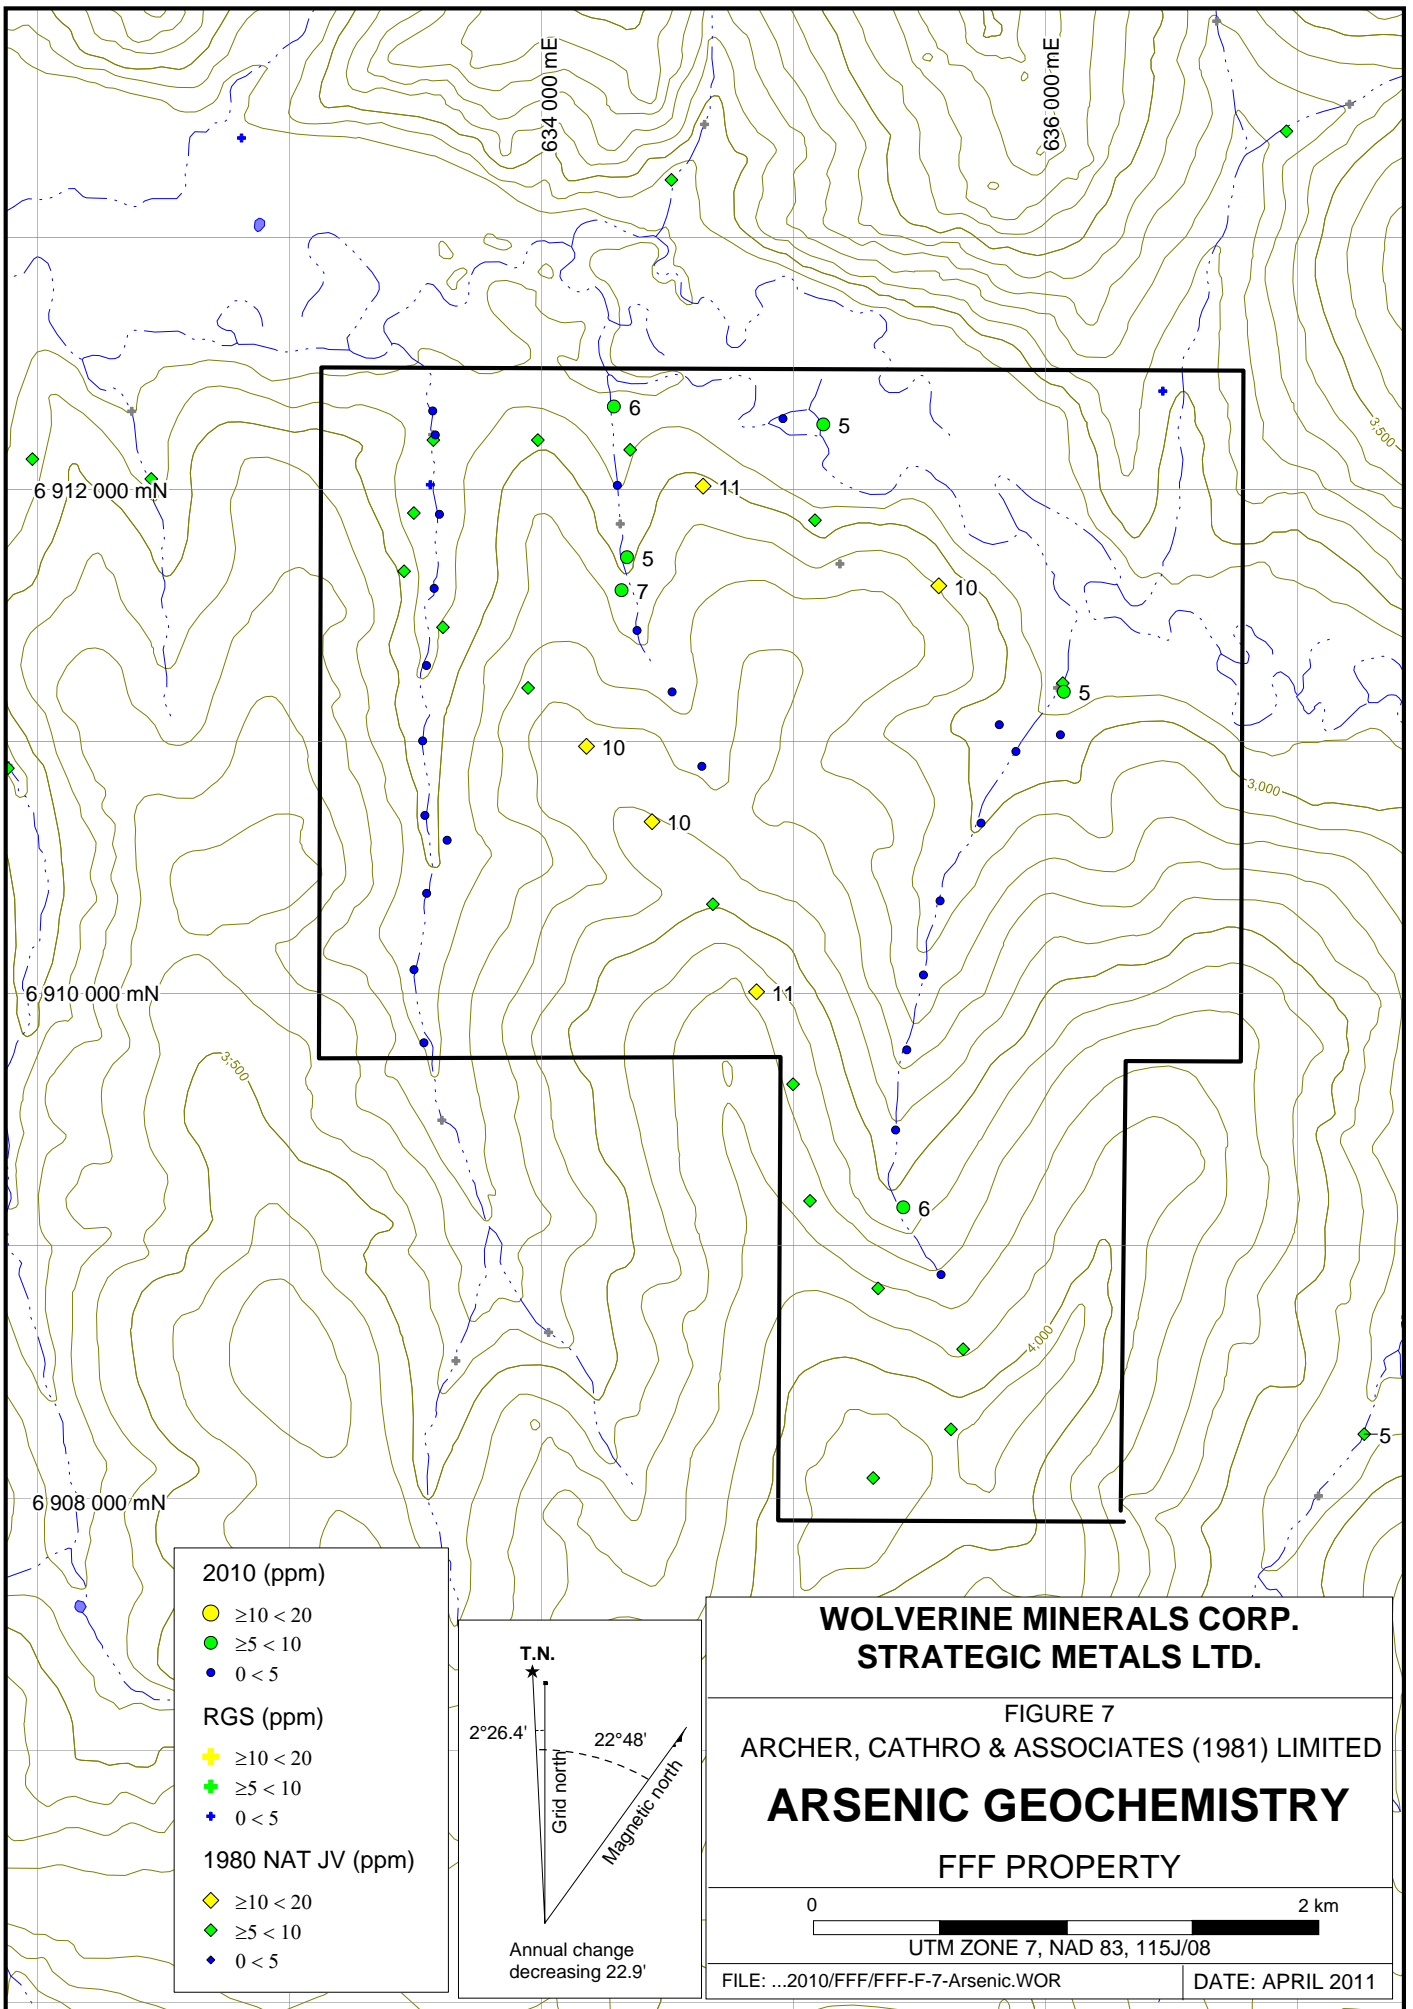 634 000 mE
636 000 mE
3,500
6
5
6 912 000 mN
11
5
7
10
5
10
3,000
10
6 910 000 mN
11
3,500
6
4,000
5
6 908 000 mN
2010 (ppm)
≥10 < 20
≥5 < 10
0 < 5
RGS (ppm)
≥10 < 20
≥5 < 10
0 < 5
1980 NAT JV (ppm)
≥10 < 20
≥5 < 10
0 < 5
T.N.
2°26.4'
22°48'
Grid north
Magnetic north
Annual change
decreasing 22.9'
WOLVERINE MINERALS CORP.
STRATEGIC METALS LTD.
FIGURE 7
ARCHER, CATHRO & ASSOCIATES (1981) LIMITED
ARSENIC GEOCHEMISTRY
FFF PROPERTY
0 2 km
UTM ZONE 7, NAD 83, 115J/08
FILE: ...2010/FFF/FFF-F-7-Arsenic.WOR
DATE: APRIL 2011